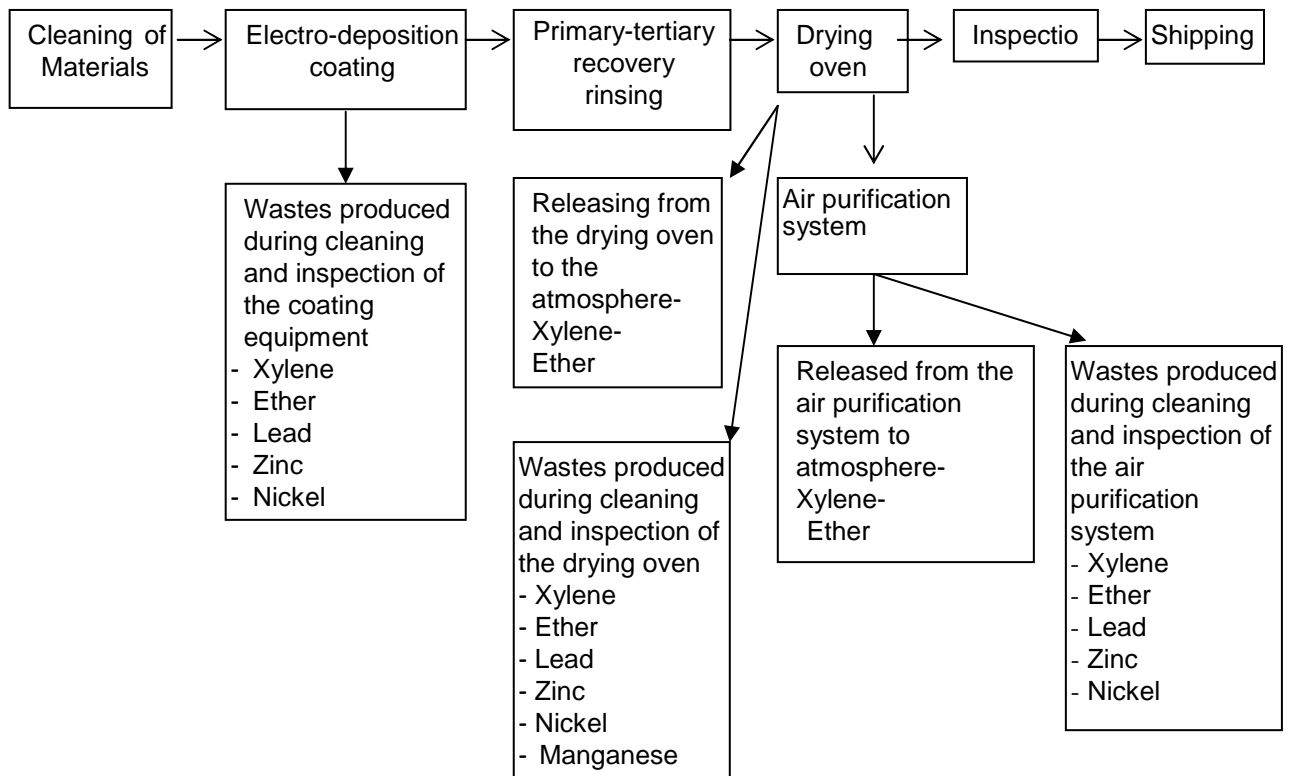 Cleaning of
Materials
Electro-deposition
coating
Primary-tertiary
recovery
rinsing
Drying
oven
Inspectio
Shipping
Wastes produced
during cleaning
and inspection of
the coating
equipment
- Xylene
- Ether
- Lead
- Zinc
- Nickel
Releasing from
the drying oven
to the
atmosphere-
Xylene-
Ether
Air purification
system
Wastes produced
during cleaning
and inspection of
the drying oven
- Xylene
- Ether
- Lead
- Zinc
- Nickel
- Manganese
Released from the
air purification
system to
atmosphere-
Xylene-
Ether
Wastes produced
during cleaning
and inspection of
the air
purification
system
- Xylene
- Ether
- Lead
- Zinc
- Nickel